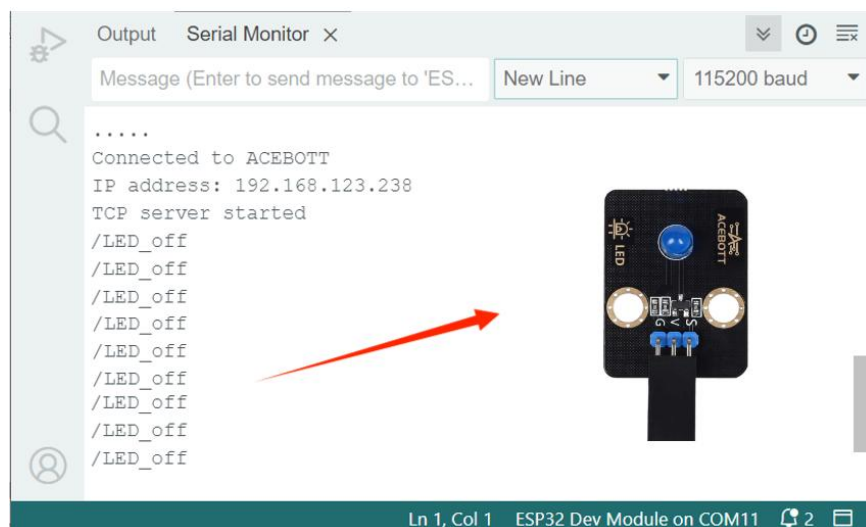 Output Serial Monitor ×
Message (Enter to send message to 'ES... New Line 115200 baud
.....
Connected to ACEBOTT
IP address: 192.168.123.238
TCP server started
/LED_off
/LED_off
/LED_off
/LED_off
/LED_off
/LED_off
/LED_off
/LED_off
/LED_off
LED
ACEBOTT
G V S
Ln 1, Col 1 ESP32 Dev Module on COM11 2